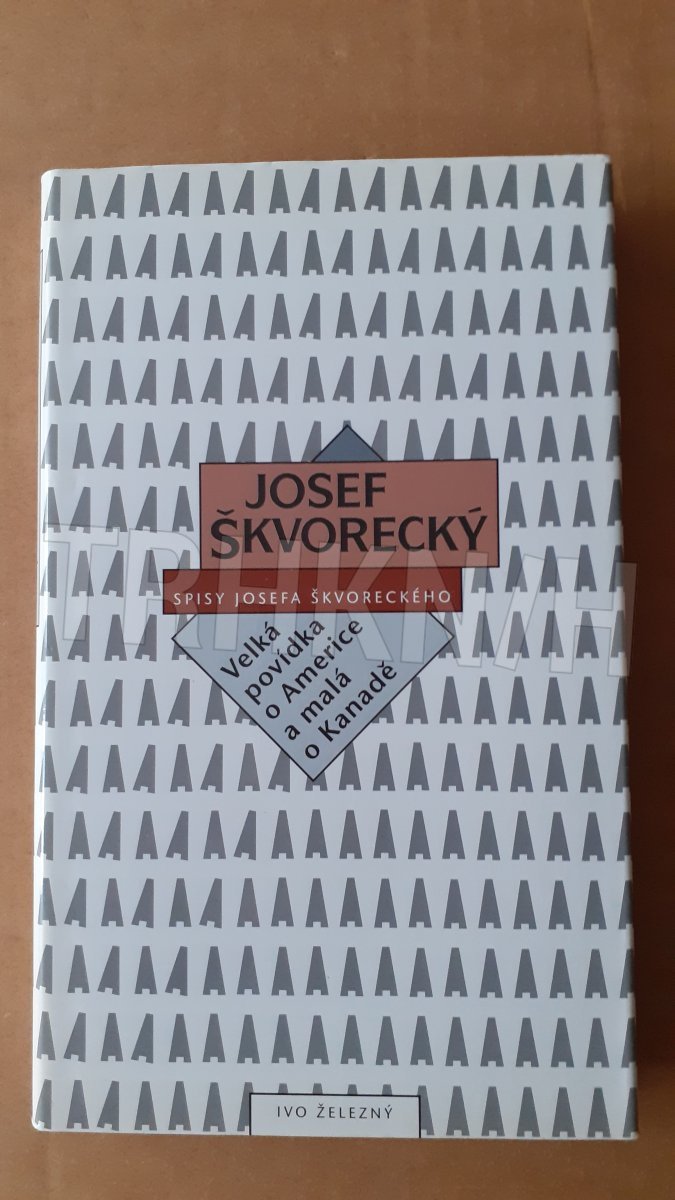 JOSEF
ŠKVORECKÝ
SPISY JOSEFA ŠKVORECKÉHO
Velká
povídka
o Americe
a malá
o Kanadě
IVO ŽELEZNÝ